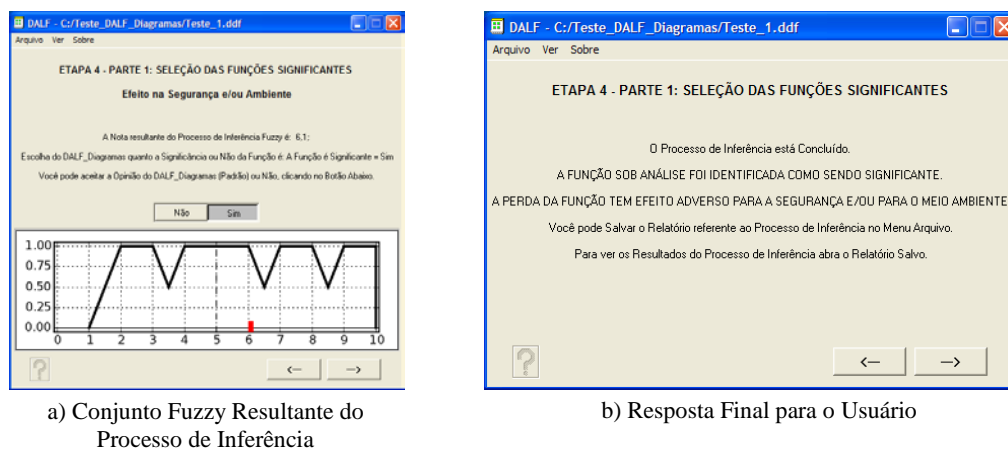 DALF - C:/Teste_DALF_Diagramas/Teste_1.ddf
Arquivo Ver Sobre
ETAPA 4 - PARTE 1: SELEÇÃO DAS FUNÇÕES SIGNIFICANTES
Efeito na Segurança e/ou Ambiente
A Nota resultante do Processo de Inferência Fuzzy é: 6,1;
Escolha do DALF_Diagramas quanto a Significância ou Não da Função é: A Função é Significante = Sim
Você pode aceitar a Opinião do DALF_Diagramas (Padrão) ou Não, clicando no Botão Abaixo.
Não Sim
1.00
0.75
0.50
0.25
0.00
0 1 2 3 4 5 6 7 8 9 10
?
<-- -->
a) Conjunto Fuzzy Resultante do
Processo de Inferência
DALF - C:/Teste_DALF_Diagramas/Teste_1.ddf
Arquivo Ver Sobre
ETAPA 4 - PARTE 1: SELEÇÃO DAS FUNÇÕES SIGNIFICANTES
O Processo de Inferência está Concluído.
A FUNÇÃO SOB ANÁLISE FOI IDENTIFICADA COMO SENDO SIGNIFICANTE.
A PERDA DA FUNÇÃO TEM EFEITO ADVERSO PARA A SEGURANÇA E/OU PARA O MEIO AMBIENTE
Você pode Salvar o Relatório referente ao Processo de Inferência no Menu Arquivo.
Para ver os Resultados do Processo de Inferência abra o Relatório Salvo.
?
<-- -->
b) Resposta Final para o Usuário